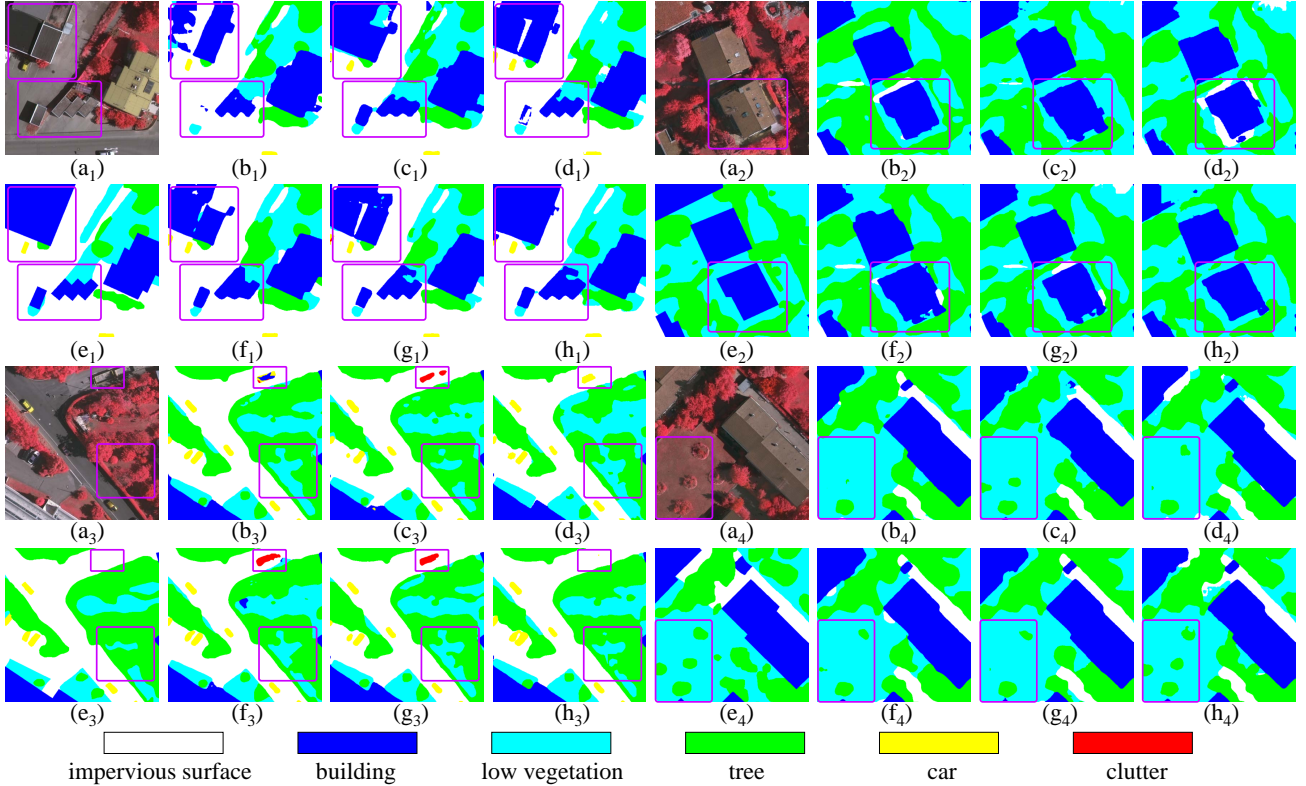 (a1) (b1) (c1) (d1) (a2) (b2) (c2) (d2)
(e1) (f1) (g1) (h1) (e2) (f2) (g2) (h2)
(a3) (b3) (c3) (d3) (a4) (b4) (c4) (d4)
(e3) (f3) (g3) (h3) (e4) (f4) (g4) (h4)
impervious surface building low vegetation tree car clutter